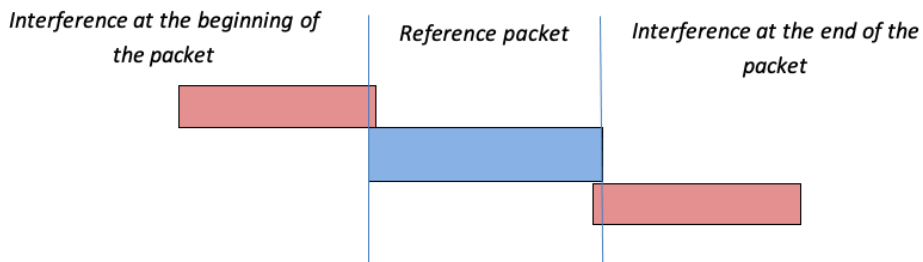 Interference at the beginning of
the packet
Reference packet
Interference at the end of the
packet